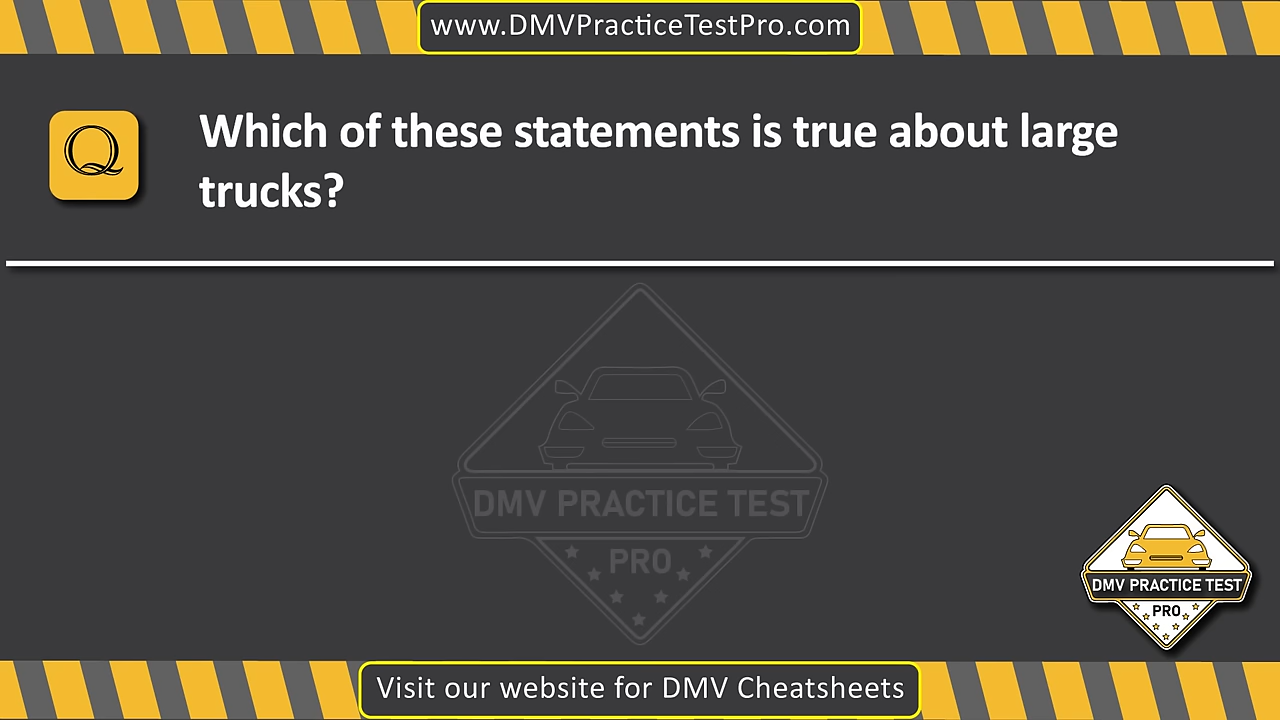 www.DMVPracticeTestPro.com
Q
Which of these statements is true about large
trucks?
DMV PRACTICE TEST
PRO
DMV PRACTICE TEST
PRO
Visit our website for DMV Cheatsheets